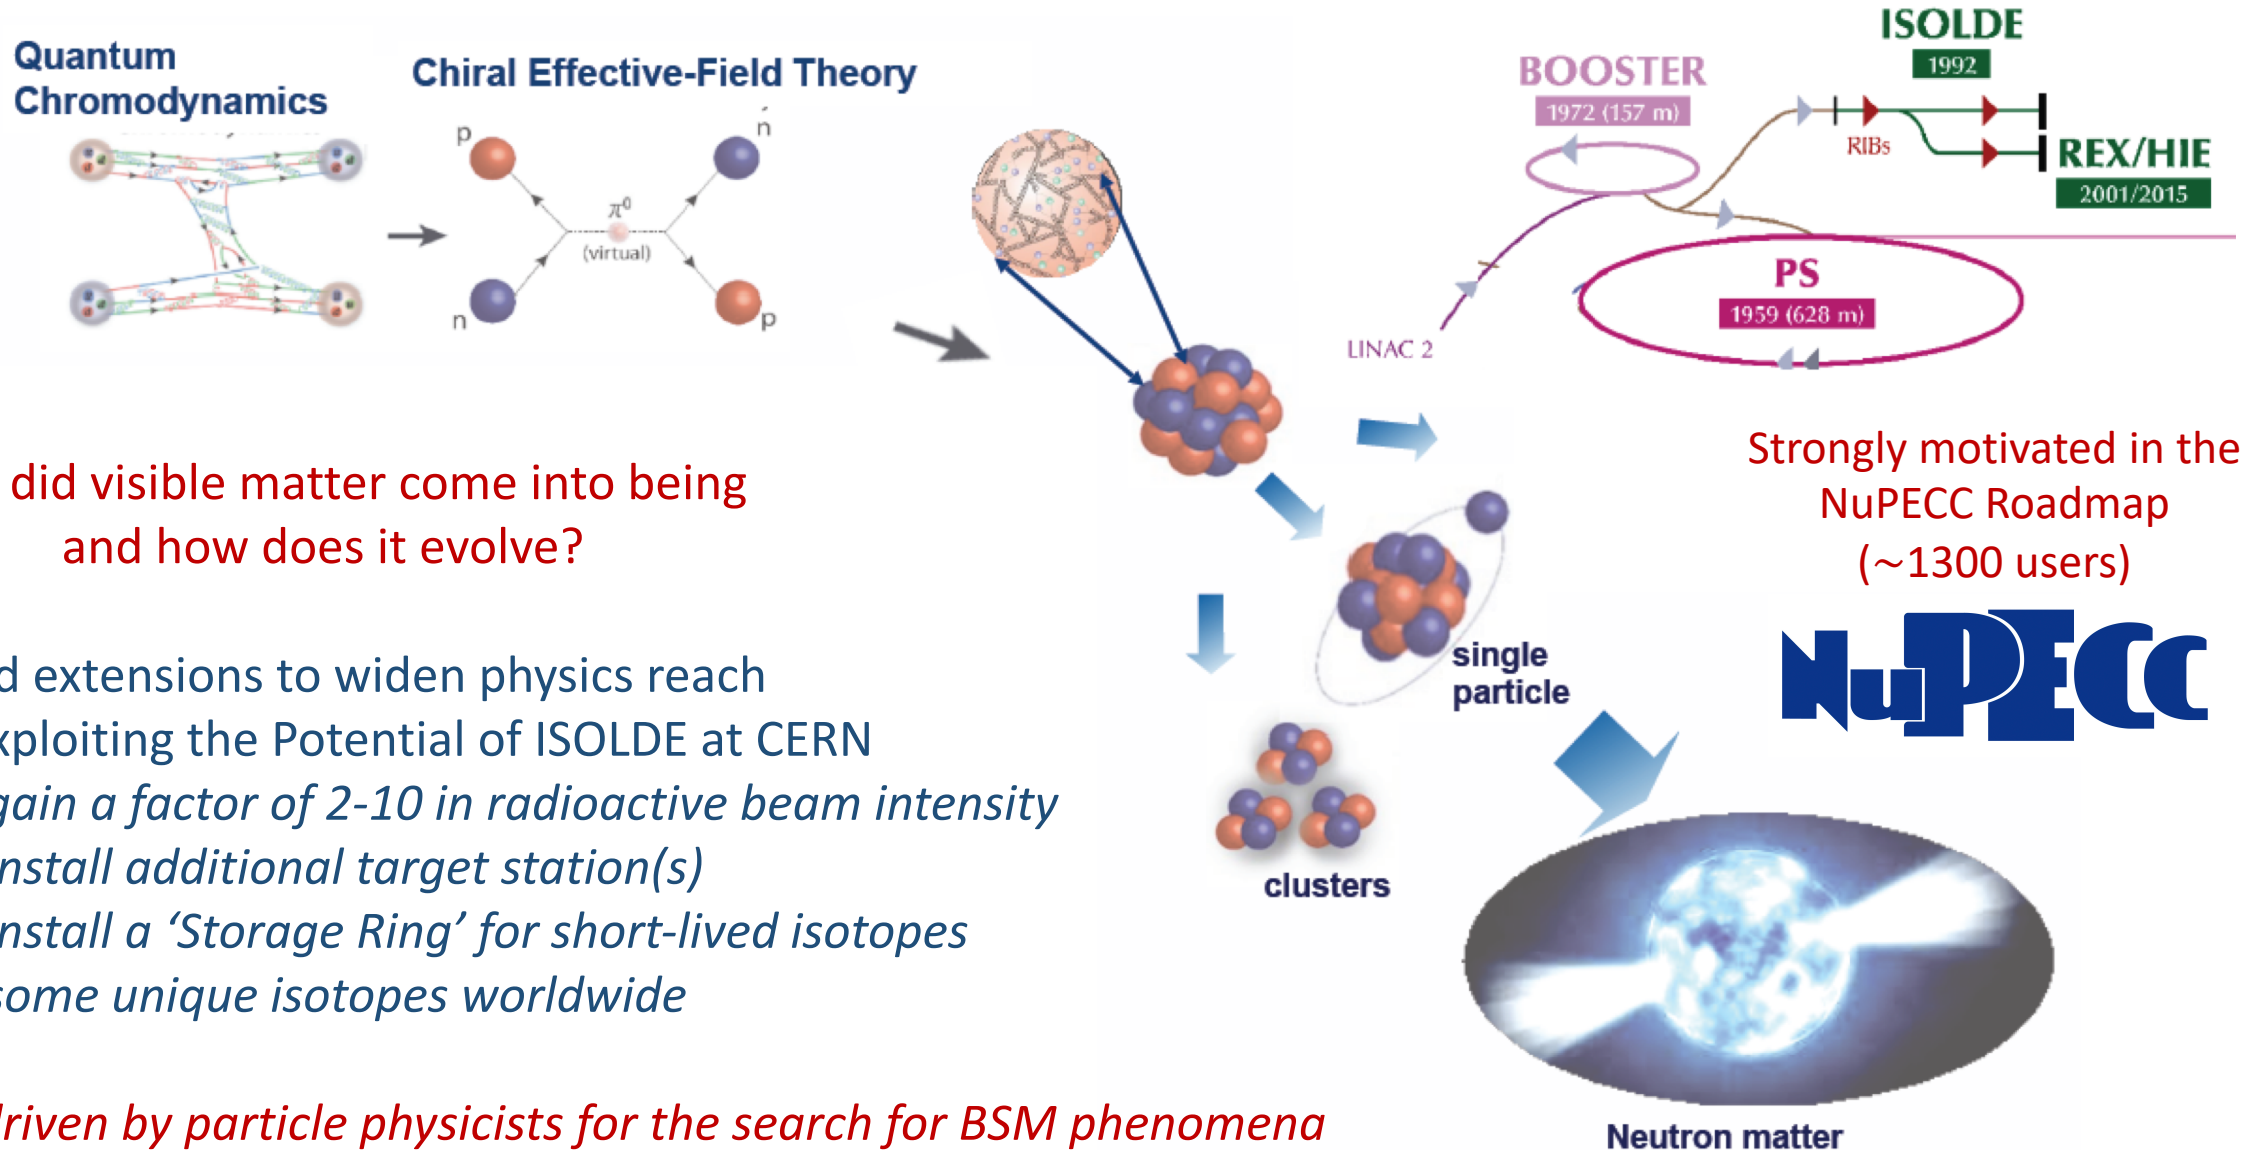 Quantum
Chromodynamics
Chiral Effective-Field Theory
p
n
π⁰
(virtual)
n
p
ISOLDE
1992
BOOSTER
1972 (157 m)
RIBs
REX/HIE
2001/2015
PS
1959 (628 m)
LINAC 2
did visible matter come into being
and how does it evolve?
Strongly motivated in the
NuPECC Roadmap
(~1300 users)
NuPECC
d extensions to widen physics reach
xploiting the Potential of ISOLDE at CERN
gain a factor of 2-10 in radioactive beam intensity
nstall additional target station(s)
nstall a ‘Storage Ring’ for short-lived isotopes
some unique isotopes worldwide
driven by particle physicists for the search for BSM phenomena
single
particle
clusters
Neutron matter